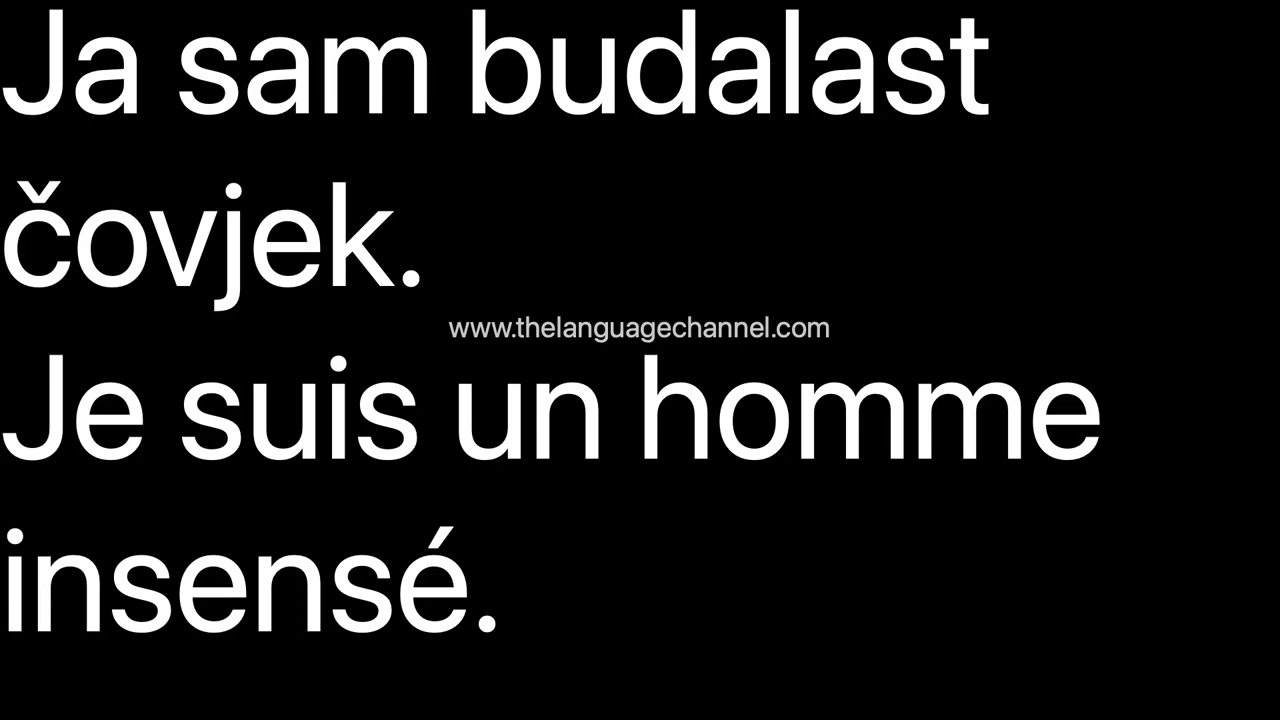 Ja sam budalast
čovjek.
www.thelanguagechannel.com
Je suis un homme
insensé.